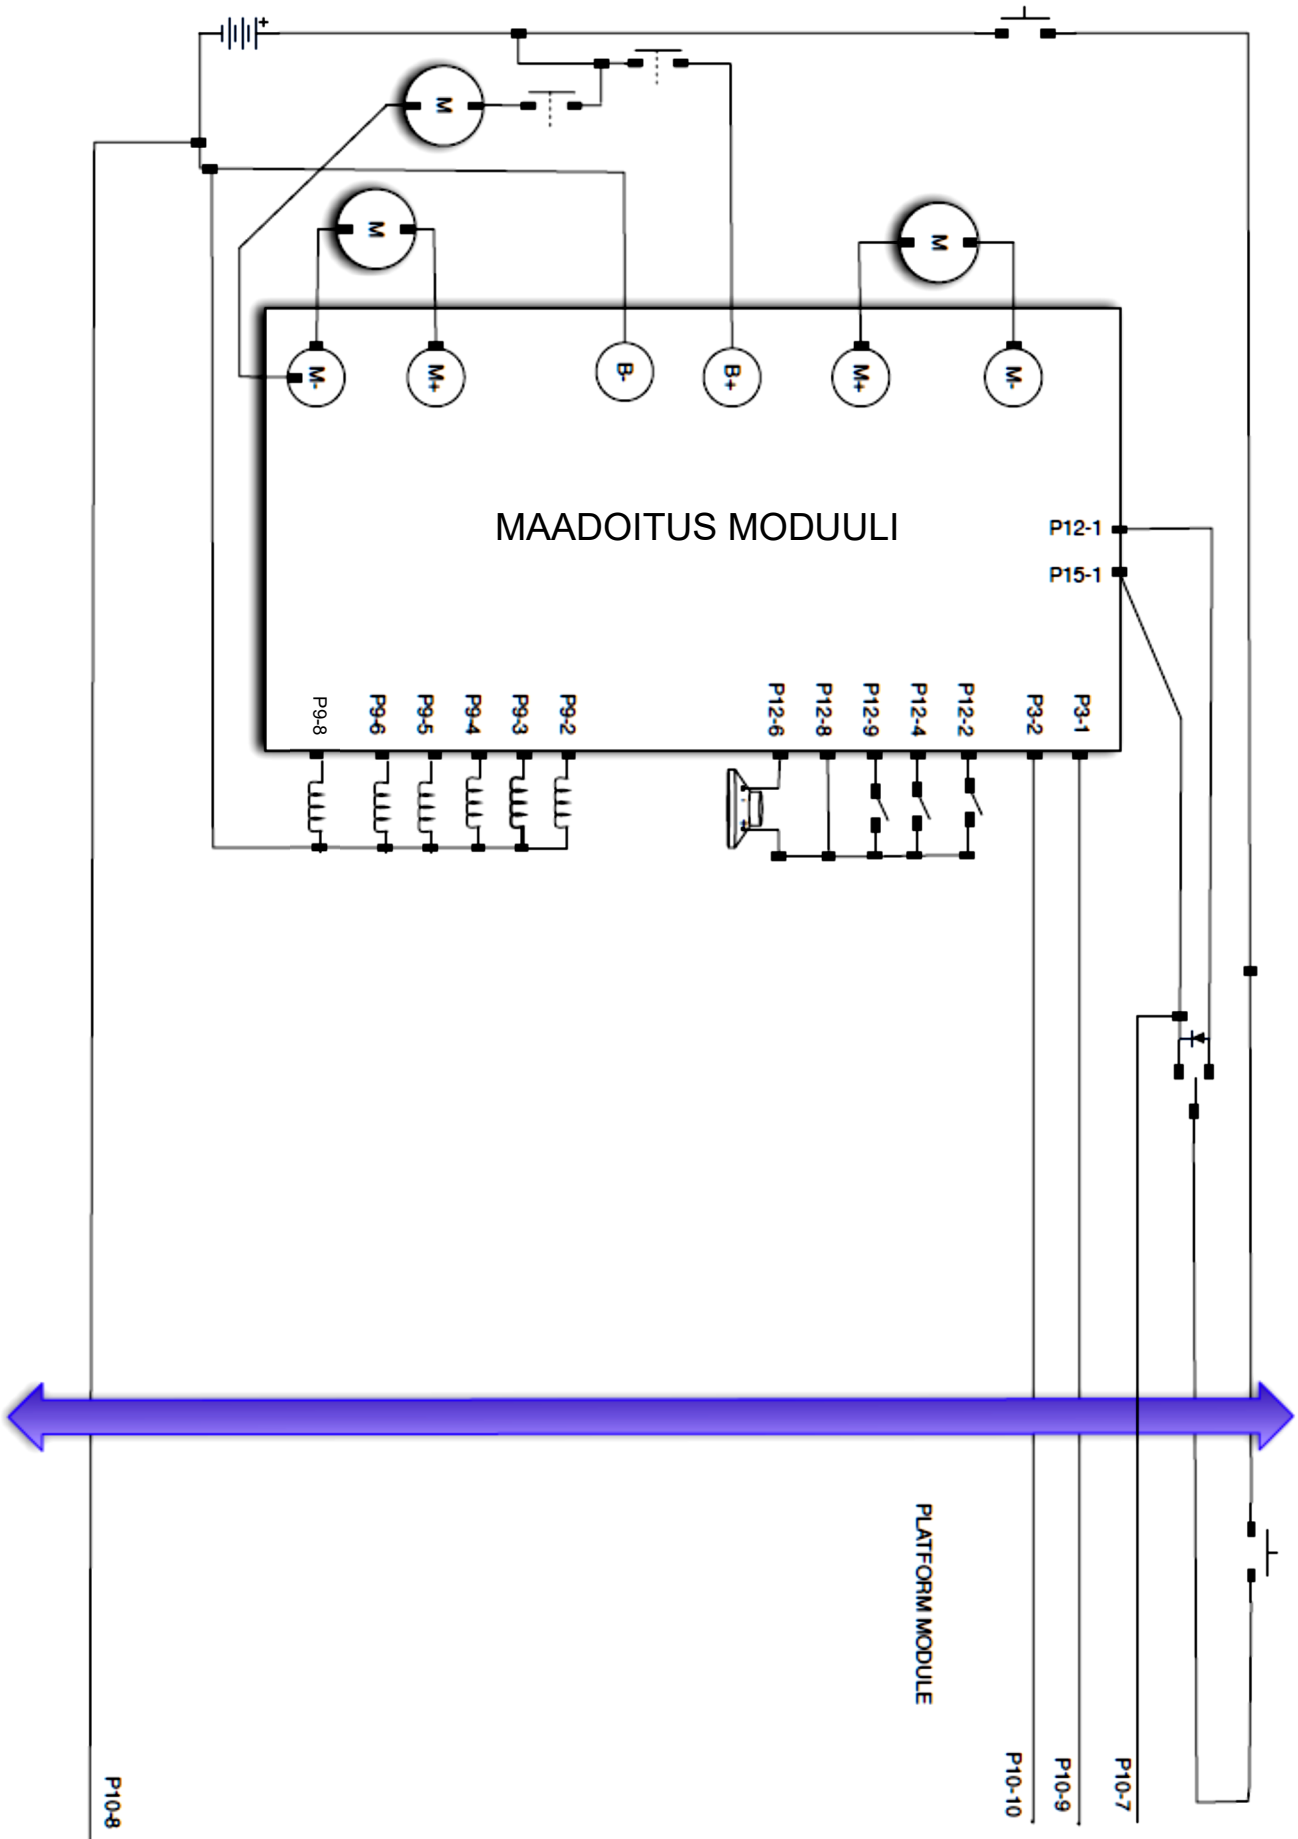 +
M
M
M
M-
M+
B-
B+
M+
M-
MAADOITUS MODUULI
P12-1
P15-1
P9-8
P9-6
P9-5
P9-4
P9-3
P9-2
P12-6
P12-8
P12-9
P12-4
P12-2
P3-2
P3-1
PLATFORM MODULE
P10-8
P10-10
P10-9
P10-7